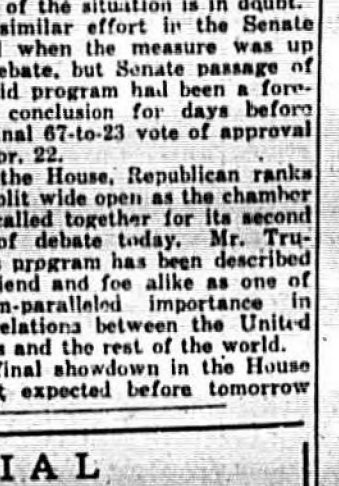 of the situation is in doubt.
similar effort in the Senate
when the measure was up
ebate, but Senate passage of
id program had been a fore-
conclusion for days before
nal 67-to-23 vote of approval
pr. 22.
the House, Republican ranks
plit wide open as the chamber
called together for its second
of debate today. Mr. Tru-
program has been described
iend and foe alike as one of
n-paralleled importance in
elations between the United
s and the rest of the world.
final showdown in the House
t expected before tomorrow
IAL